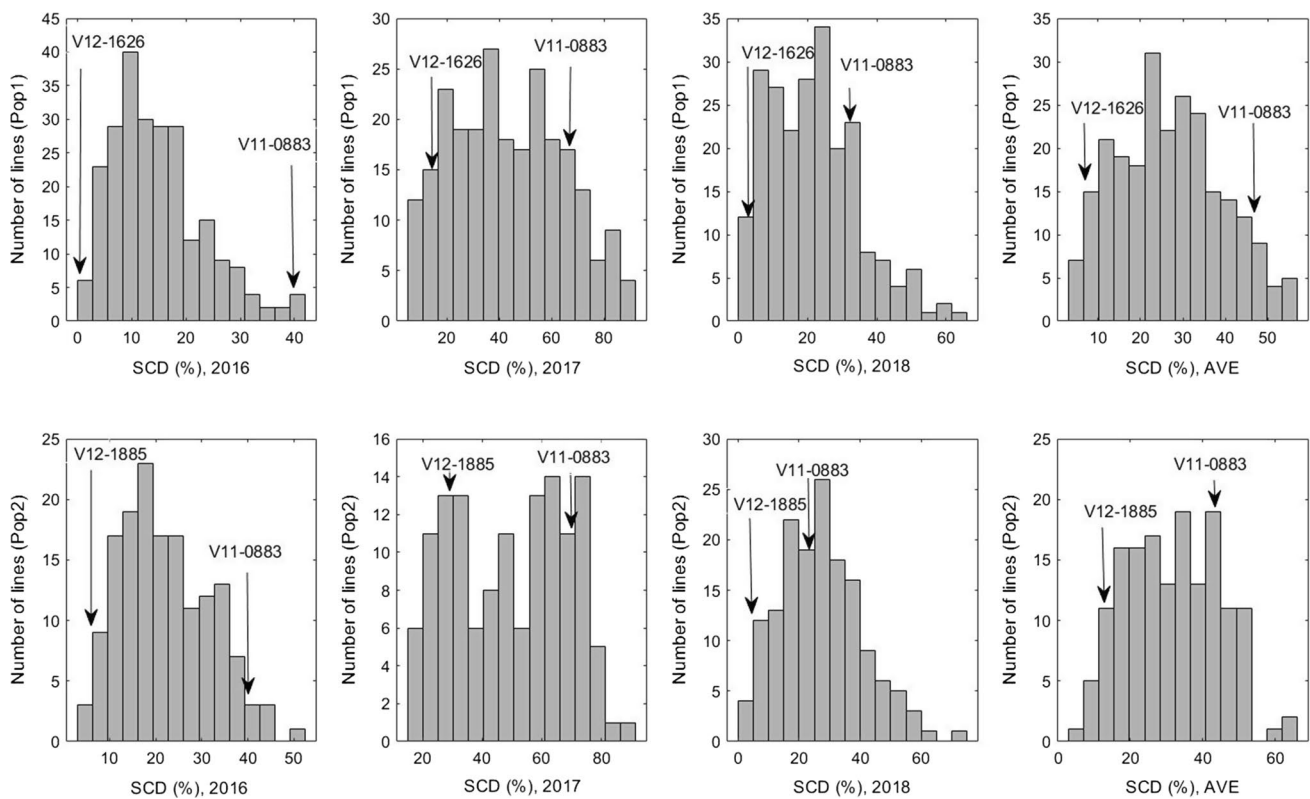 45
40
35
30
25
20
15
10
5
0
Number of lines (Pop1)
V12-1626
V11-0883
0 10 20 30 40
SCD (%), 2016
30
25
20
15
10
5
0
Number of lines (Pop1)
V12-1626
V11-0883
20 40 60 80
SCD (%), 2017
35
30
25
20
15
10
5
0
Number of lines (Pop1)
V12-1626
V11-0883
0 20 40 60
SCD (%), 2018
35
30
25
20
15
10
5
0
Number of lines (Pop1)
V12-1626
V11-0883
10 20 30 40 50
SCD (%), AVE
25
20
15
10
5
0
Number of lines (Pop2)
V12-1885
V11-0883
10 20 30 40 50
SCD (%), 2016
16
14
12
10
8
6
4
2
0
Number of lines (Pop2)
V12-1885
V11-0883
20 40 60 80
SCD (%), 2017
30
25
20
15
10
5
0
Number of lines (Pop2)
V12-1885
V11-0883
0 20 40 60
SCD (%), 2018
25
20
15
10
5
0
Number of lines (Pop2)
V12-1885
V11-0883
0 20 40 60
SCD (%), AVE